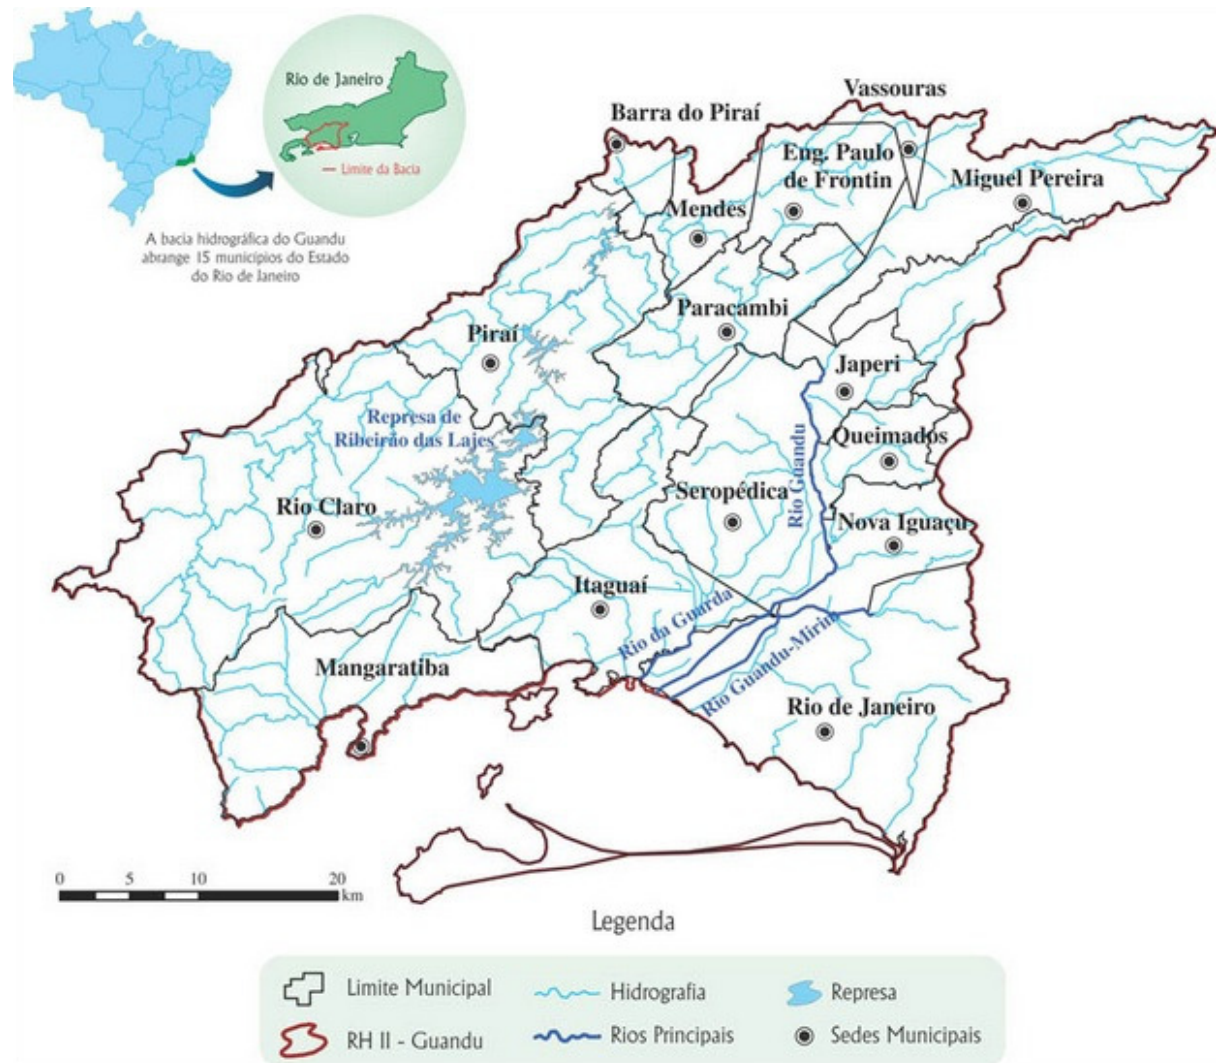 Rio de Janeiro
Limite da Bacia
A bacia hidrográfica do Guandu
abrange 15 municípios do Estado
do Rio de Janeiro
Vassouras
Barra do Piraí
Eng. Paulo
de Frontin
Miguel Pereira
Mendes
Paracambi
Piraí
Japeri
Represa de
Ribeirão das Lajes
Queimados
Rio Guandu
Seropédica
Rio Claro
Nova Iguaçu
Itaguaí
Rio da Guarda
Rio Guandu-Mirim
Mangaratiba
Rio de Janeiro
0 5 10 20
km
Legenda
Limite Municipal
Hidrografia
Represa
RH II - Guandu
Rios Principais
Sedes Municipais